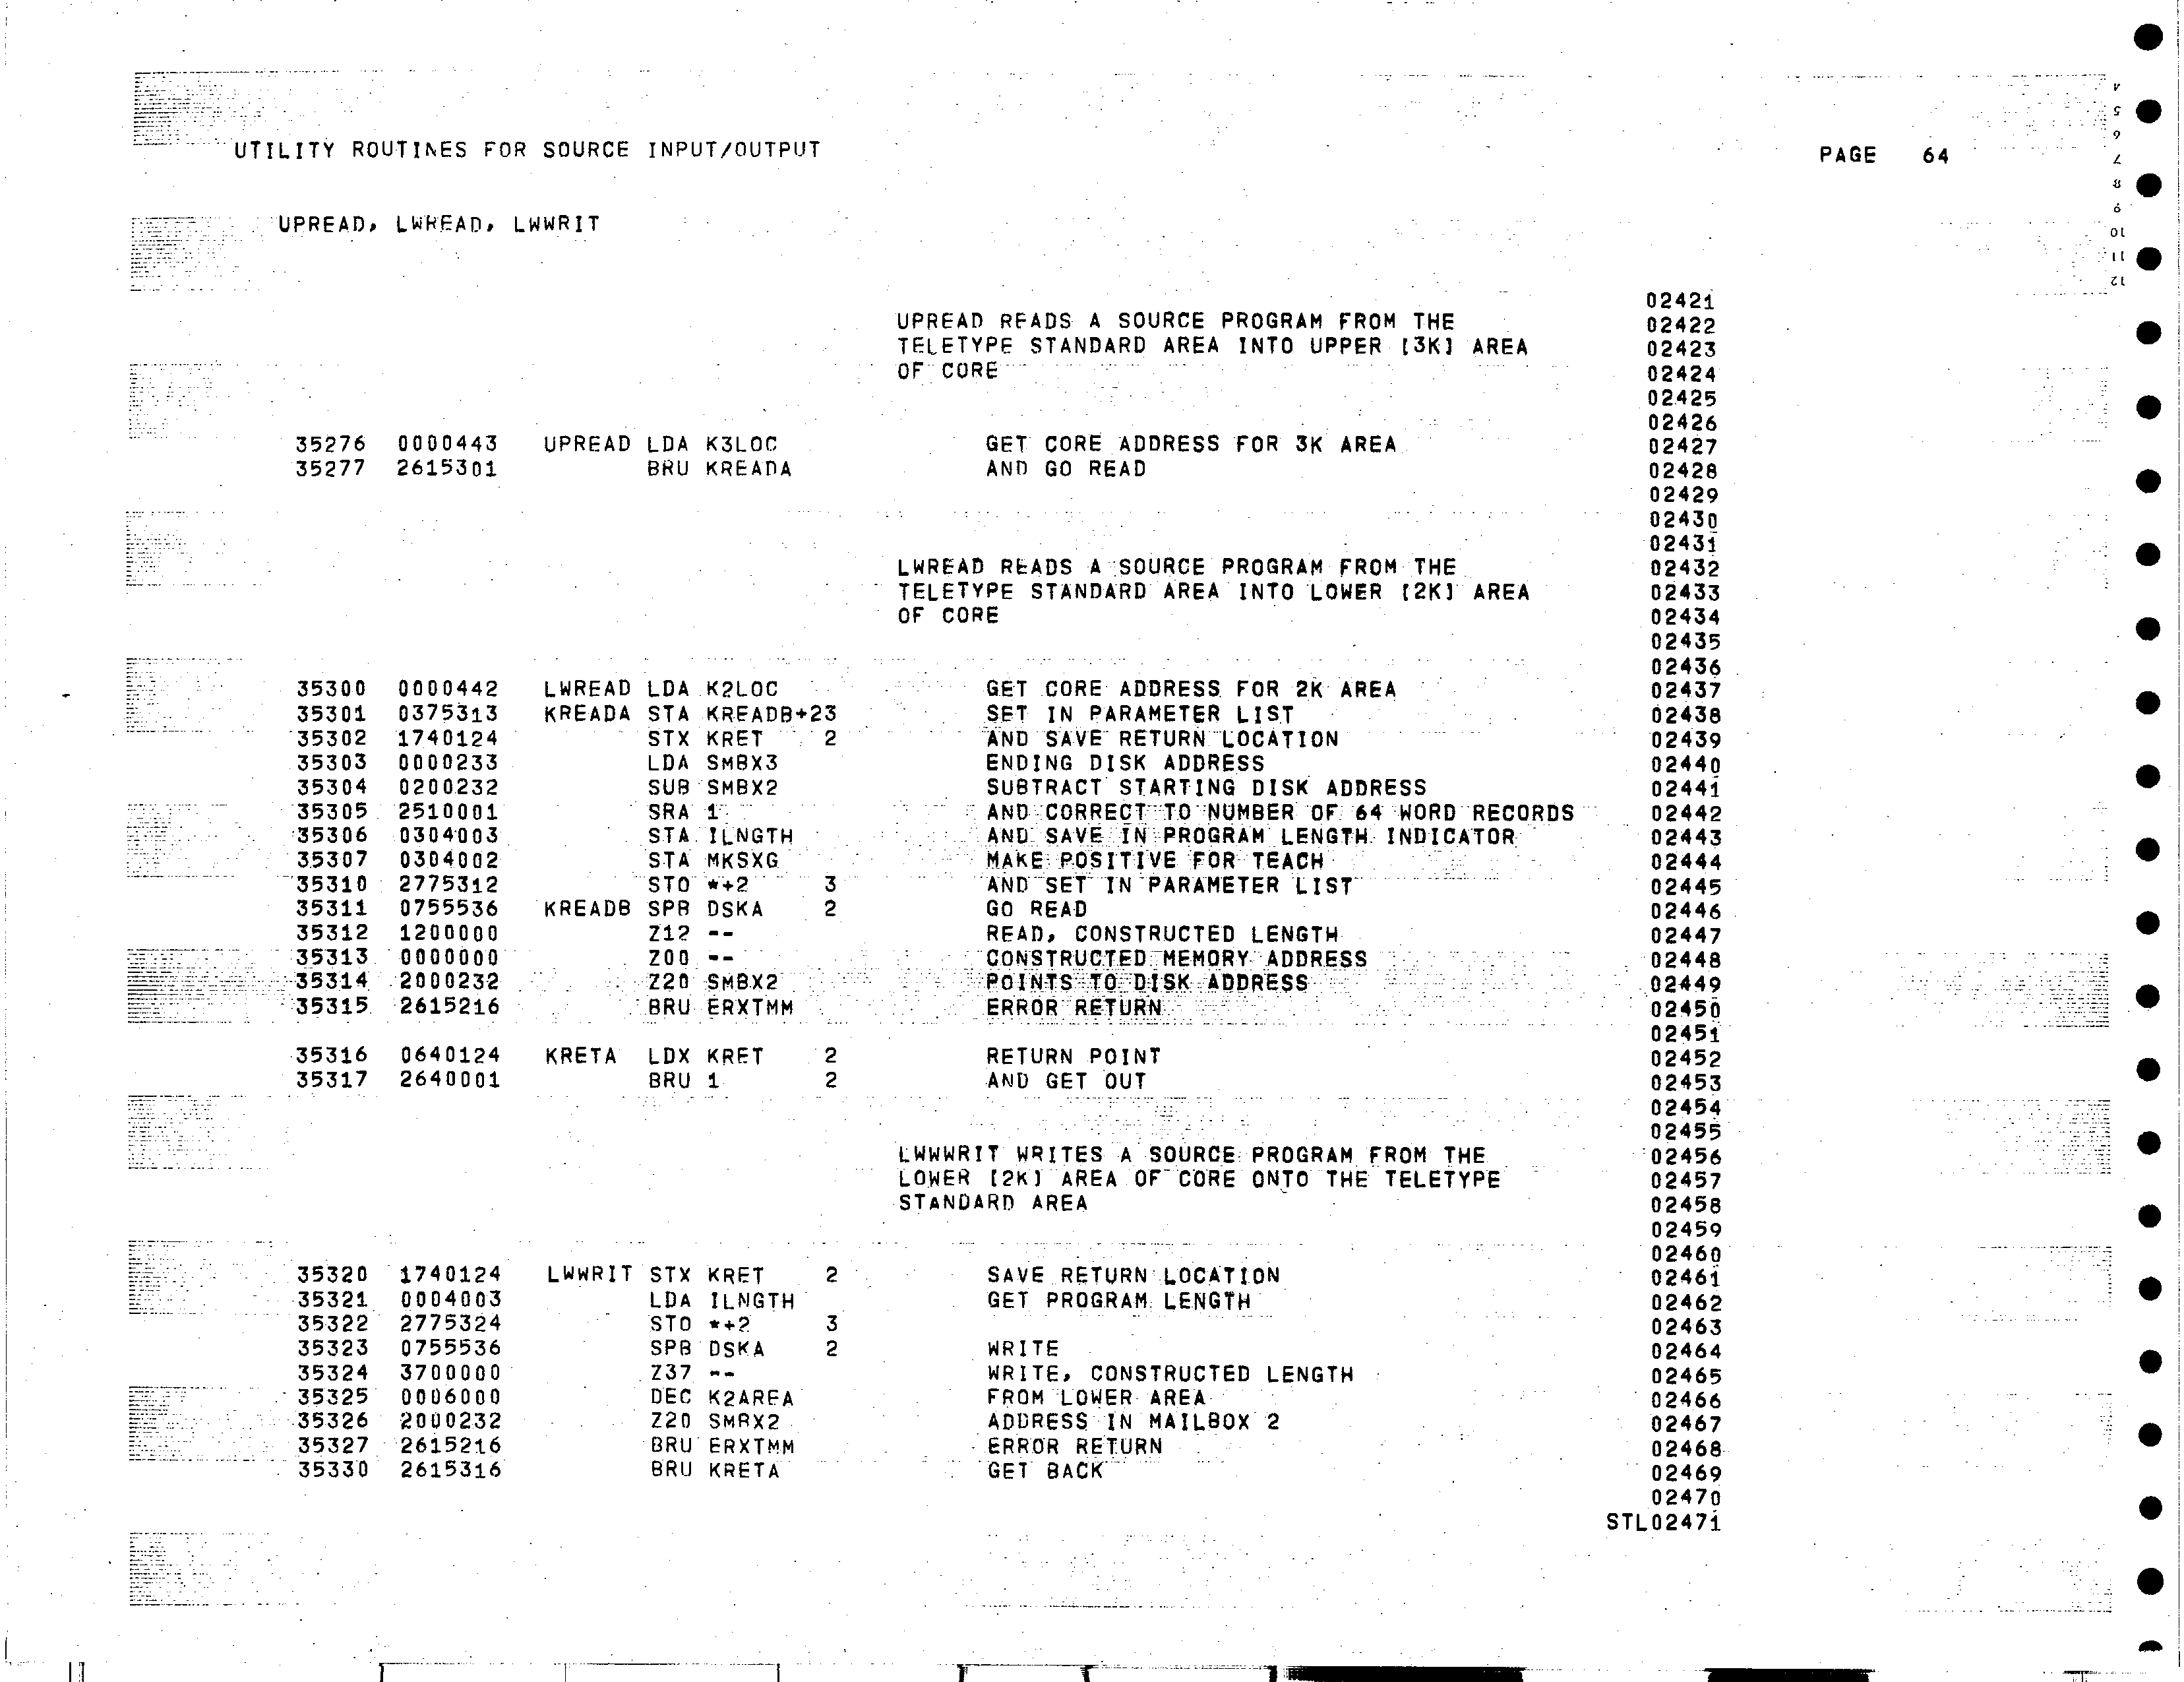 UTILITY ROUTINES FOR SOURCE INPUT/OUTPUT PAGE 64
UPREAD, LWREAD, LWWRIT
02421
UPREAD READS A SOURCE PROGRAM FROM THE 02422
TELETYPE STANDARD AREA INTO UPPER [3K] AREA 02423
OF CORE 02424
02425
02426
35276 0000443 UPREAD LDA K3LOC GET CORE ADDRESS FOR 3K AREA 02427
35277 2615301 BRU KREADA AND GO READ 02428
02429
02430
02431
LWREAD READS A SOURCE PROGRAM FROM THE 02432
TELETYPE STANDARD AREA INTO LOWER [2K] AREA 02433
OF CORE 02434
02435
02436
35300 0000442 LWREAD LDA K2LOC GET CORE ADDRESS FOR 2K AREA 02437
35301 0375313 KREADA STA KREADB+23 SET IN PARAMETER LIST 02438
35302 1740124 STX KRET 2 AND SAVE RETURN LOCATION 02439
35303 0000233 LDA SMBX3 ENDING DISK ADDRESS 02440
35304 0200232 SUB SMBX2 SUBTRACT STARTING DISK ADDRESS 02441
35305 2510001 SRA 1 AND CORRECT TO NUMBER OF 64 WORD RECORDS 02442
35306 0304003 STA ILNGTH AND SAVE IN PROGRAM LENGTH INDICATOR 02443
35307 0304002 STA MKSXG MAKE POSITIVE FOR TEACH 02444
35310 2775312 STO *+2 3 AND SET IN PARAMETER LIST 02445
35311 0755536 KREADB SPB DSKA 2 GO READ 02446
35312 1200000 Z12 -- READ, CONSTRUCTED LENGTH 02447
35313 0000000 Z00 -- CONSTRUCTED MEMORY ADDRESS 02448
35314 2000232 Z20 SMBX2 POINTS TO DISK ADDRESS 02449
35315 2615216 BRU ERXTMM ERROR RETURN 02450
02451
35316 0640124 KRETA LDX KRET 2 RETURN POINT 02452
35317 2640001 BRU 1 2 AND GET OUT 02453
02454
02455
LWWWRIT WRITES A SOURCE PROGRAM FROM THE 02456
LOWER [2K] AREA OF CORE ONTO THE TELETYPE 02457
STANDARD AREA 02458
02459
02460
35320 1740124 LWWRIT STX KRET 2 SAVE RETURN LOCATION 02461
35321 0004003 LDA ILNGTH GET PROGRAM LENGTH 02462
35322 2775324 STO *+2 3 02463
35323 0755536 SPB DSKA 2 WRITE 02464
35324 3700000 Z37 -- WRITE, CONSTRUCTED LENGTH 02465
35325 0006000 DEC K2AREA FROM LOWER AREA 02466
35326 2000232 Z20 SMBX2 ADDRESS IN MAILBOX 2 02467
35327 2615216 BRU ERXTMM ERROR RETURN 02468
35330 2615316 BRU KRETA GET BACK 02469
02470
STL02471
4
5
6
7
8
9
10
11
12